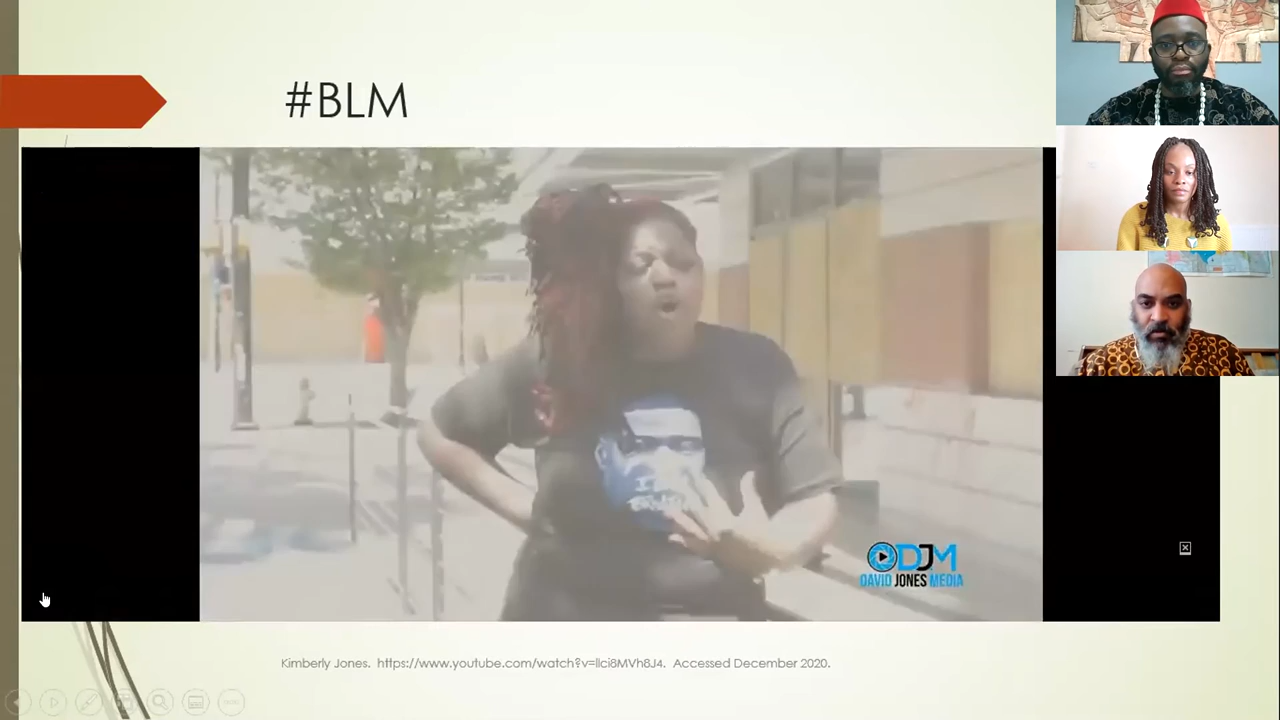 #BLM
DJM
DAVID JONES MEDIA
Kimberly Jones. https://www.youtube.com/watch?v=llci8MVh8J4. Accessed December 2020.